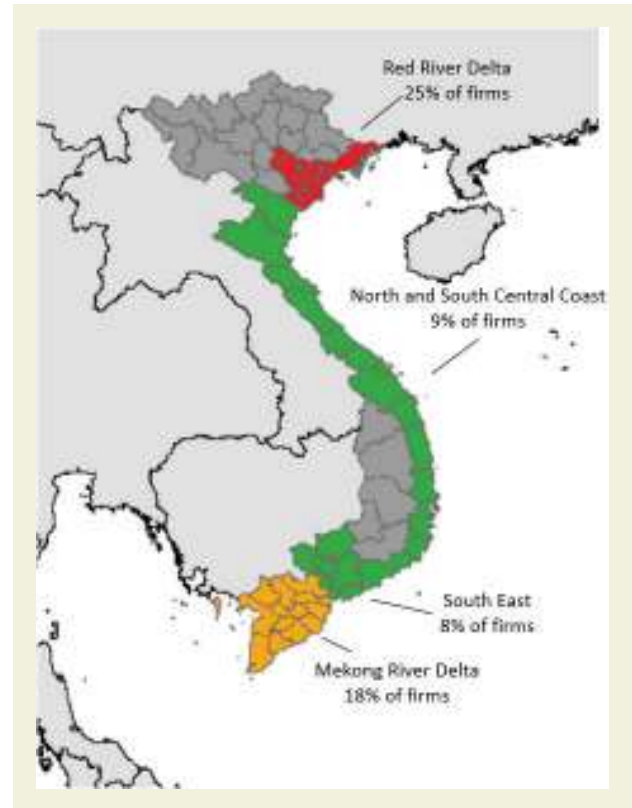 Red River Delta
25% of firms
North and South Central Coast
9% of firms
South East
8% of firms
Mekong River Delta
18% of firms